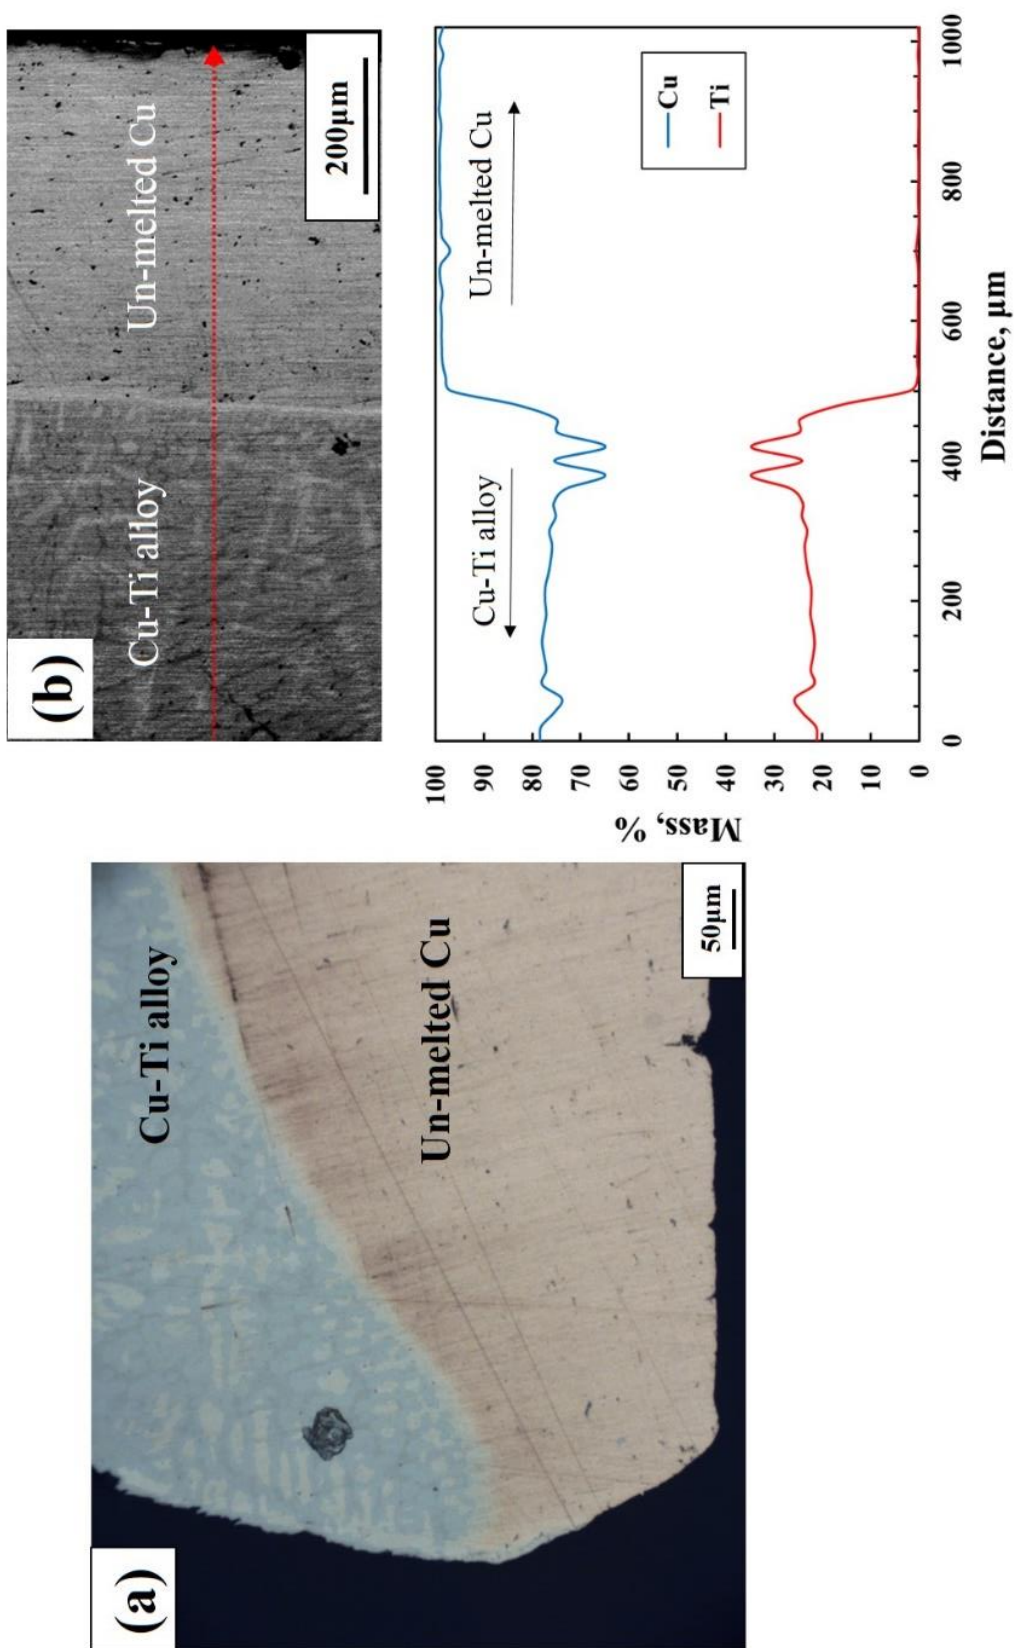 (a)
Cu-Ti alloy
Un-melted Cu
50μm
(b)
Cu-Ti alloy
Un-melted Cu
200μm
Mass, %
100
90
80
70
60
50
40
30
20
10
0
Cu-Ti alloy
Un-melted Cu
Cu
Ti
0
200
400
600
800
1000
Distance, μm